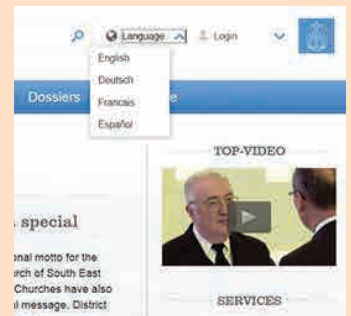 Language
Login
English
Deutsch
Francais
Español
Dossiers
e
TOP-VIDEO
special
onal motto for the
rch of South East
Churches have also
l message. District
SERVICES